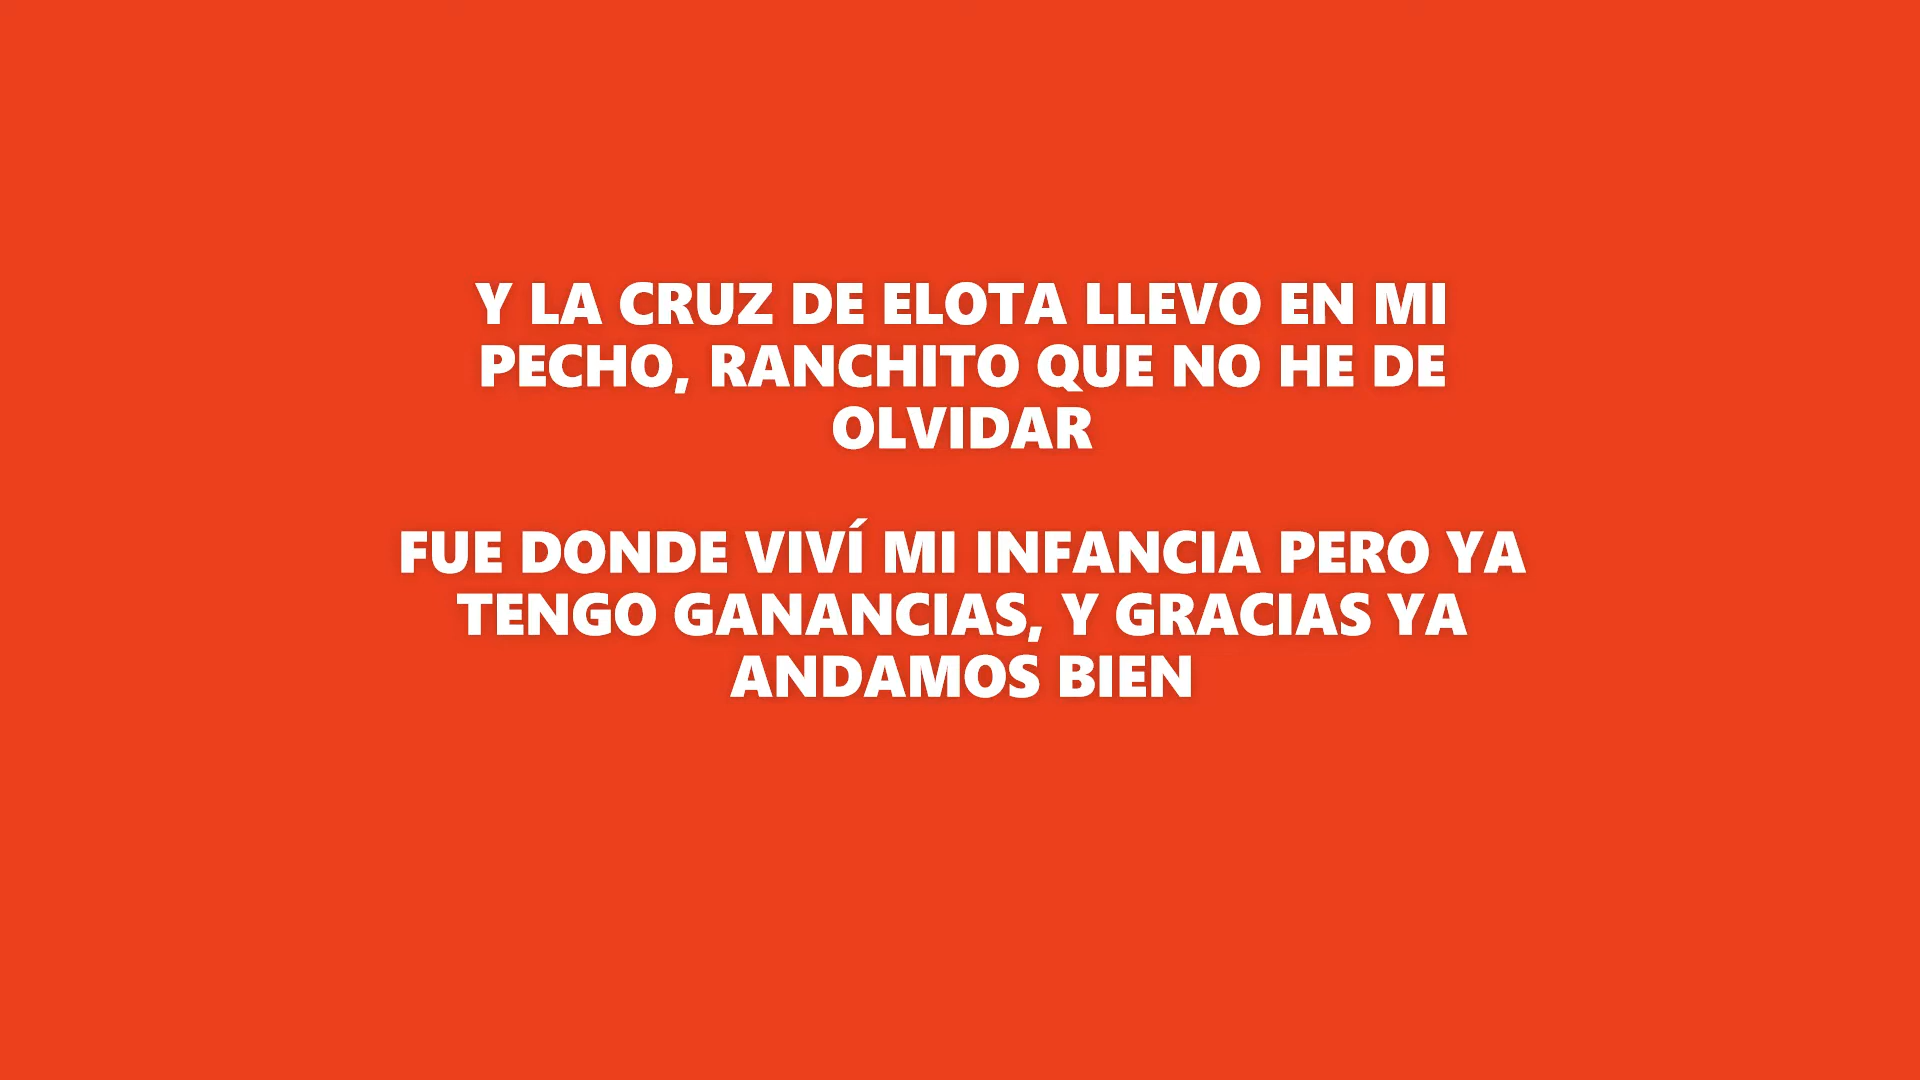 Y LA CRUZ DE ELOTA LLEVO EN MI
PECHO, RANCHITO QUE NO HE DE
OLVIDAR
FUE DONDE VIVÍ MI INFANCIA PERO YA
TENGO GANANCIAS, Y GRACIAS YA
ANDAMOS BIEN